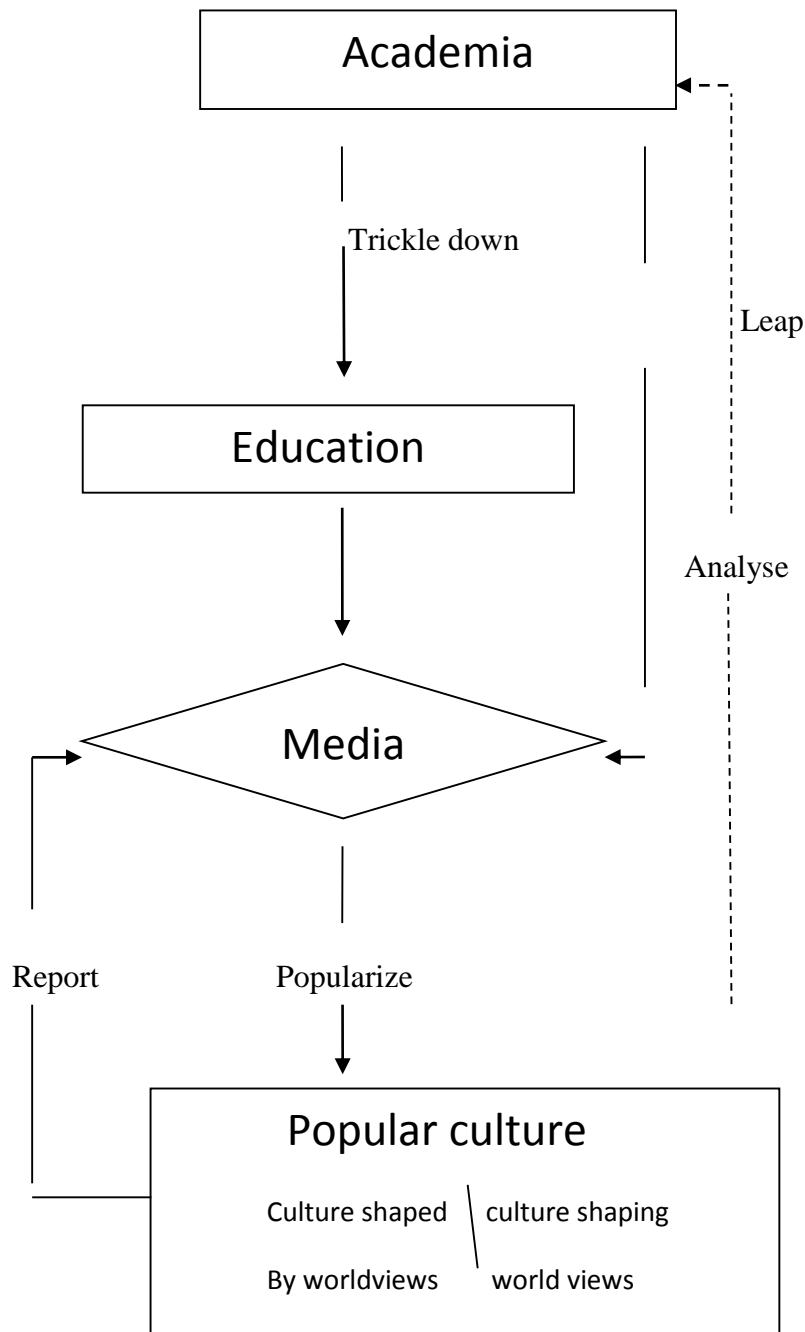 Academia
Trickle down
Leap
Education
Analyse
Media
Report
Popularize
Popular culture
Culture shaped culture shaping
By worldviews world views